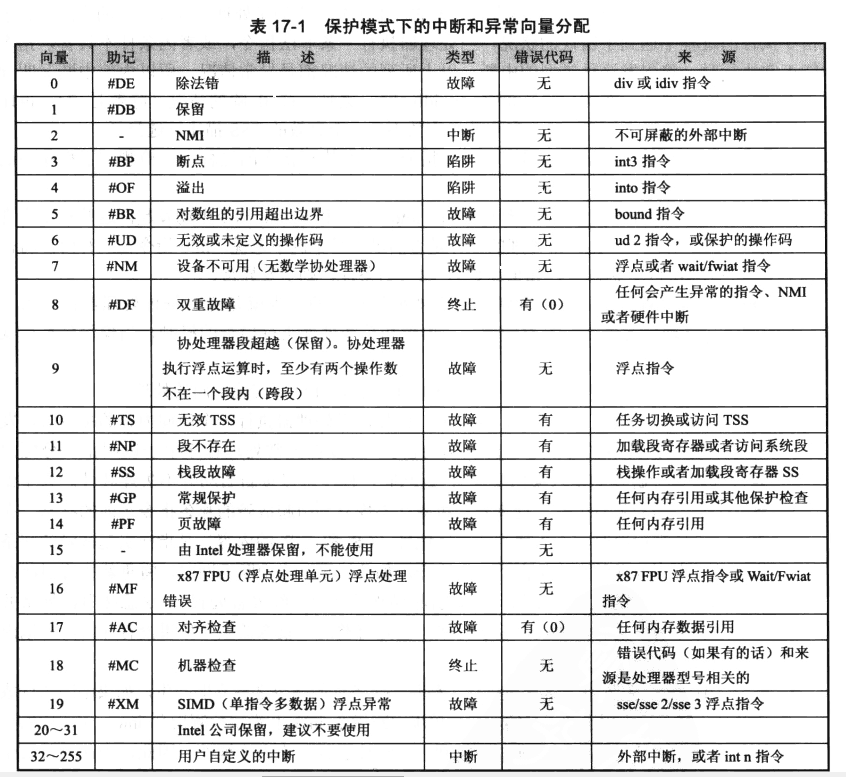 表 17-1 保护模式下的中断和异常向量分配
向量 助记 描 述 类型 错误代码 来 源
0 #DE 除法错 故障 无 div 或 idiv 指令
1 #DB 保留
2 - NMI 中断 无 不可屏蔽的外部中断
3 #BP 断点 陷阱 无 int3 指令
4 #OF 溢出 陷阱 无 into 指令
5 #BR 对数组的引用超出边界 故障 无 bound 指令
6 #UD 无效或未定义的操作码 故障 无 ud 2 指令，或保护的操作码
7 #NM 设备不可用（无数学协处理器） 故障 无 浮点或者 wait/fwiat 指令
8 #DF 双重故障 终止 有（0） 任何会产生异常的指令、NMI
或者硬件中断
协处理器段超越（保留）。协处理器
9 执行浮点运算时，至少有两个操作数 故障 无 浮点指令
不在一个段内（跨段）
10 #TS 无效 TSS 故障 有 任务切换或访问 TSS
11 #NP 段不存在 故障 有 加载段寄存器或者访问系统段
12 #SS 栈段故障 故障 有 栈操作或者加载段寄存器 SS
13 #GP 常规保护 故障 有 任何内存引用或其他保护检查
14 #PF 页故障 故障 有 任何内存引用
15 - 由 Intel 处理器保留，不能使用 无
16 #MF x87 FPU（浮点处理单元）浮点处理 故障 无 x87 FPU 浮点指令或 Wait/Fwiat
错误 指令
17 #AC 对齐检查 故障 有（0） 任何内存数据引用
18 #MC 机器检查 终止 无 错误代码（如果有的话）和来
源是处理器型号相关的
19 #XM SIMD（单指令多数据）浮点异常 故障 无 sse/sse 2/sse 3 浮点指令
20～31 Intel 公司保留，建议不要使用
32～255 用户自定义的中断 中断 外部中断，或者 int n 指令